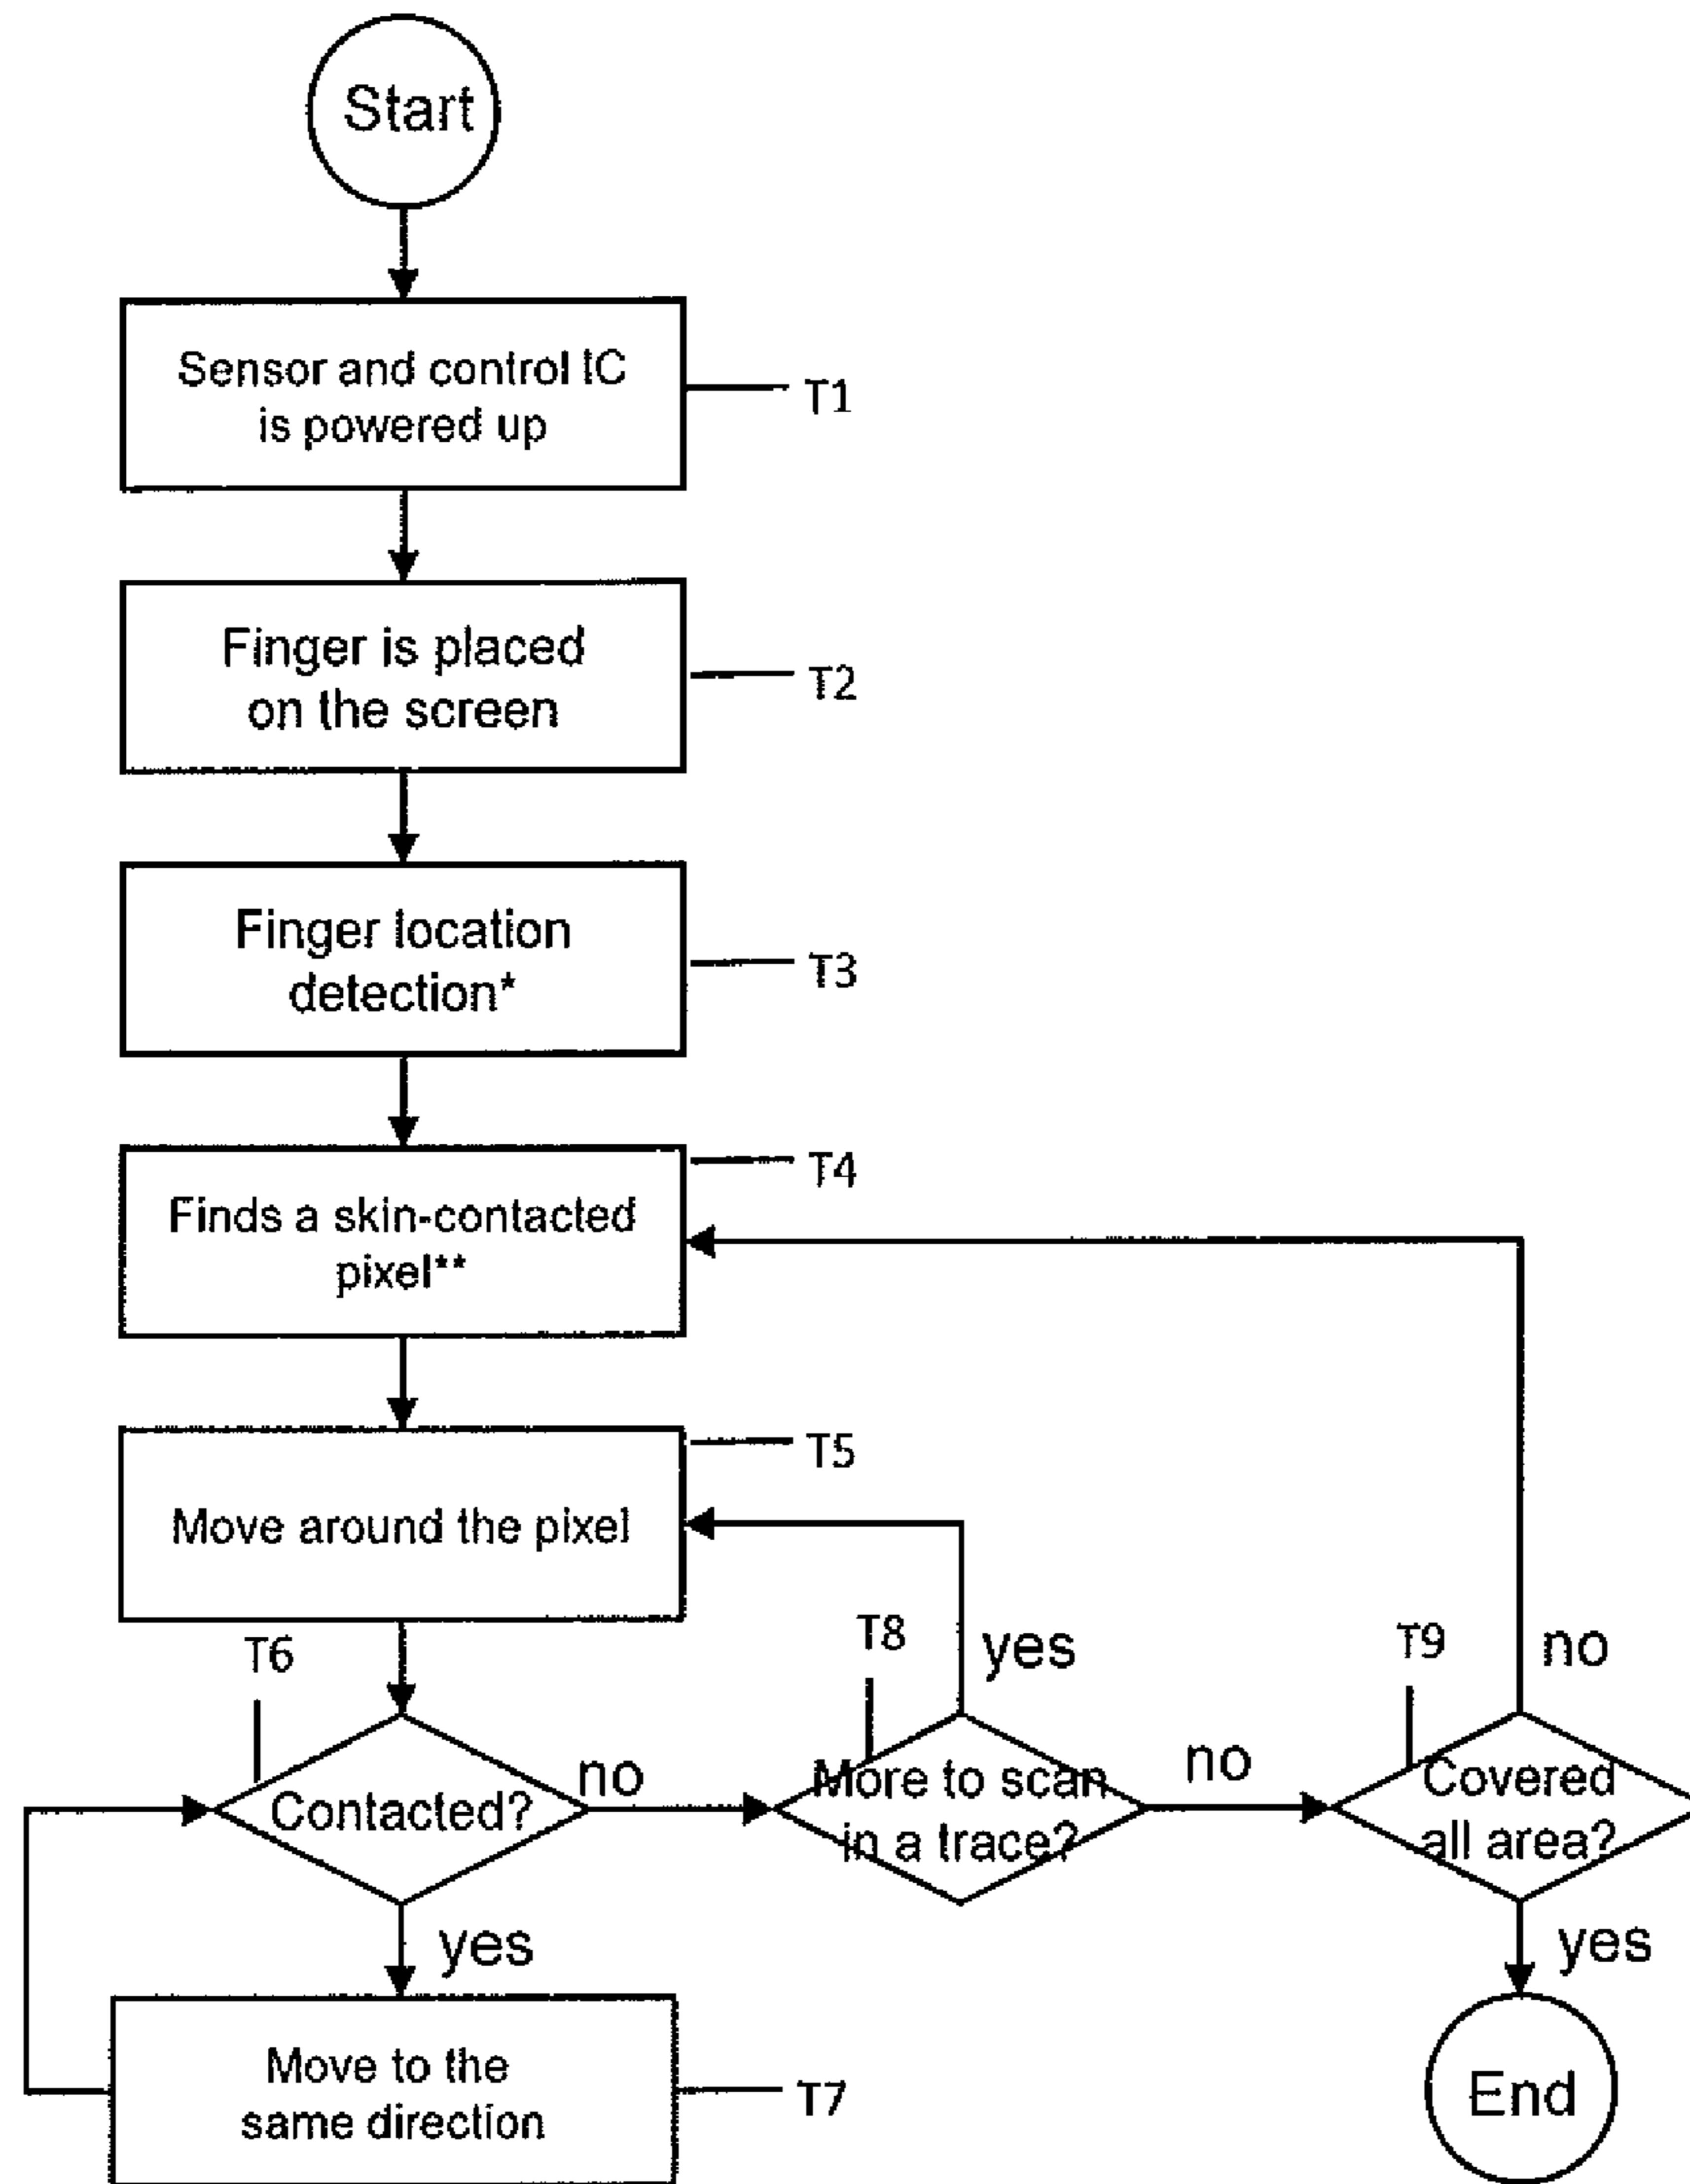 Start
Sensor and control IC
is powered up
T1
Finger is placed
on the screen
T2
Finger location
detection*
T3
T4
Finds a skin-contacted
pixel**
T5
Move around the pixel
T6
T8
yes
T9
no
Contacted?
no
More to scan
in a trace?
no
Covered
all area?
yes
yes
Move to the
same direction
T7
End